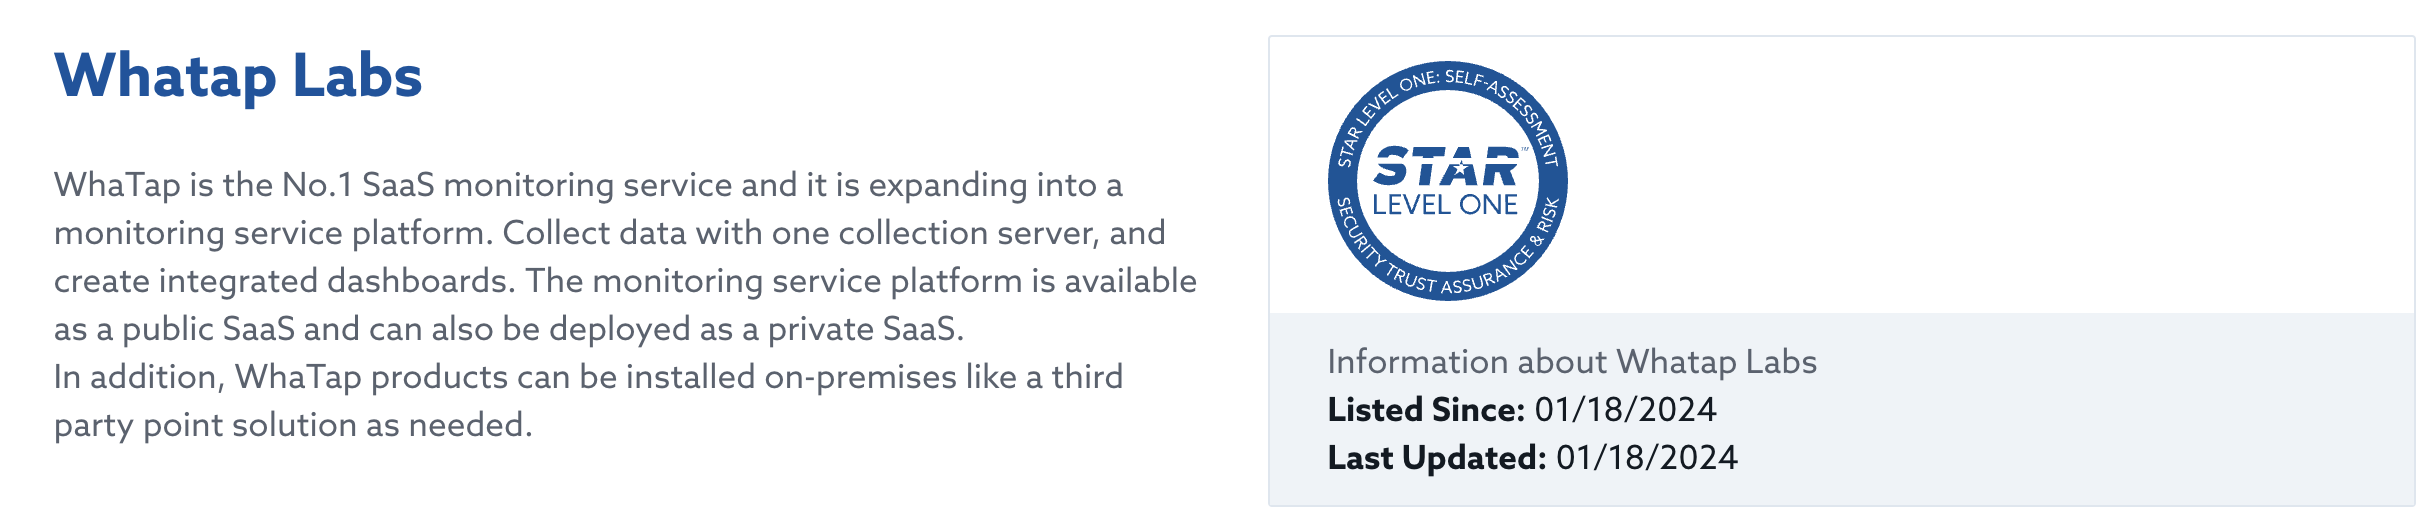 Whatap Labs
WhaTap is the No.1 SaaS monitoring service and it is expanding into a
monitoring service platform. Collect data with one collection server, and
create integrated dashboards. The monitoring service platform is available
as a public SaaS and can also be deployed as a private SaaS.
In addition, WhaTap products can be installed on-premises like a third
party point solution as needed.
STAR LEVEL ONE: SELF-ASSESSMENT
STAR™
LEVEL ONE
SECURITY TRUST ASSURANCE & RISK
Information about Whatap Labs
Listed Since: 01/18/2024
Last Updated: 01/18/2024